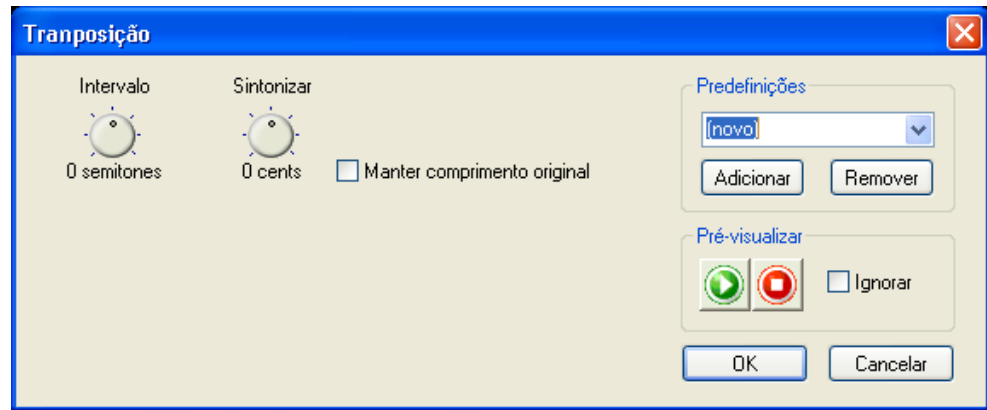 Tranposição
Intervalo
0 semitones
Sintonizar
0 cents
Manter comprimento original
Predefinições
(novo)
Adicionar
Remover
Pré-visualizar
Ignorar
OK
Cancelar